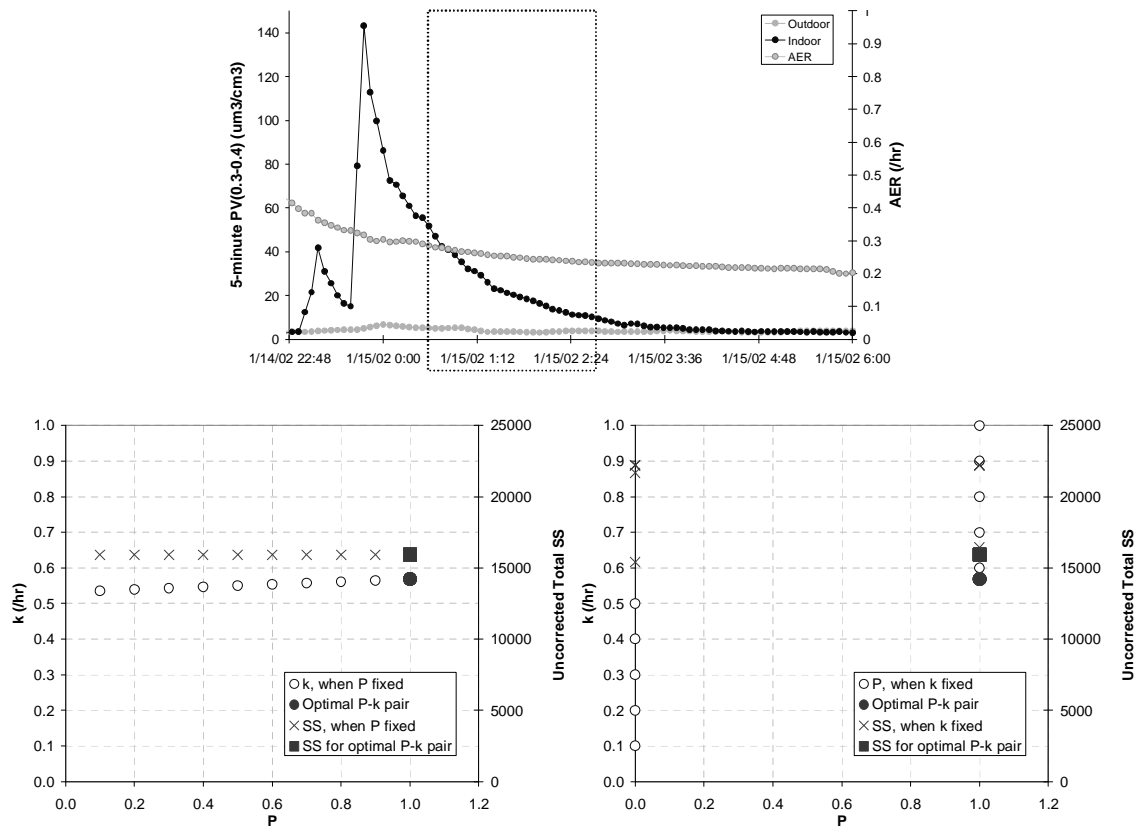 5-minute PV(0.3-0.4) (um3/cm3)
140
120
100
80
60
40
20
0
1/14/02 22:48
1/15/02 0:00
1/15/02 1:12
1/15/02 2:24
1/15/02 3:36
1/15/02 4:48
1/15/02 6:00
0.9
0.8
0.7
0.6
0.5
0.4
0.3
0.2
0.1
0
AER (/hr)
Outdoor
Indoor
AER
k (/hr)
1.0
0.9
0.8
0.7
0.6
0.5
0.4
0.3
0.2
0.1
0.0
0.0 0.2 0.4 0.6 0.8 1.0 1.2
P
25000
20000
15000
10000
5000
0
Uncorrected Total SS
k, when P fixed
Optimal P-k pair
SS, when P fixed
SS for optimal P-k pair
k (/hr)
1.0
0.9
0.8
0.7
0.6
0.5
0.4
0.3
0.2
0.1
0.0
0.0 0.2 0.4 0.6 0.8 1.0 1.2
P
25000
20000
15000
10000
5000
0
Uncorrected Total SS
P, when k fixed
Optimal P-k pair
SS, when k fixed
SS for optimal P-k pair